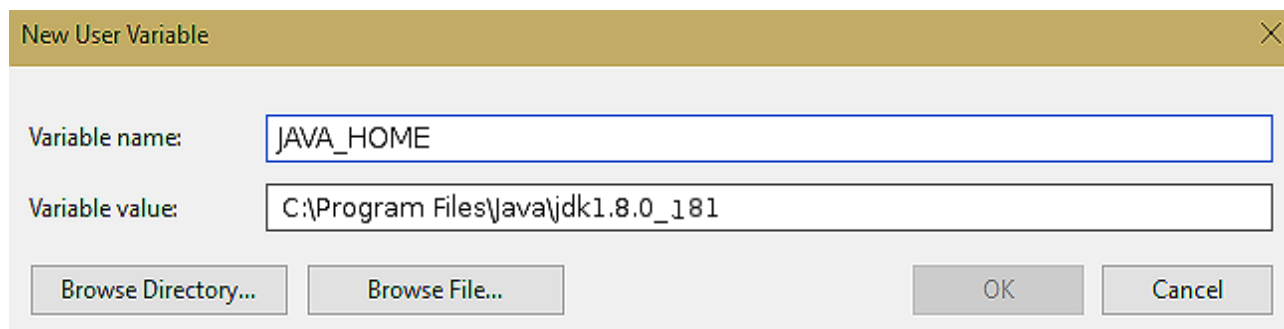 New User Variable
Variable name: JAVA_HOME
Variable value: C:\Program Files\Java\jdk1.8.0_181
Browse Directory... Browse File... OK Cancel